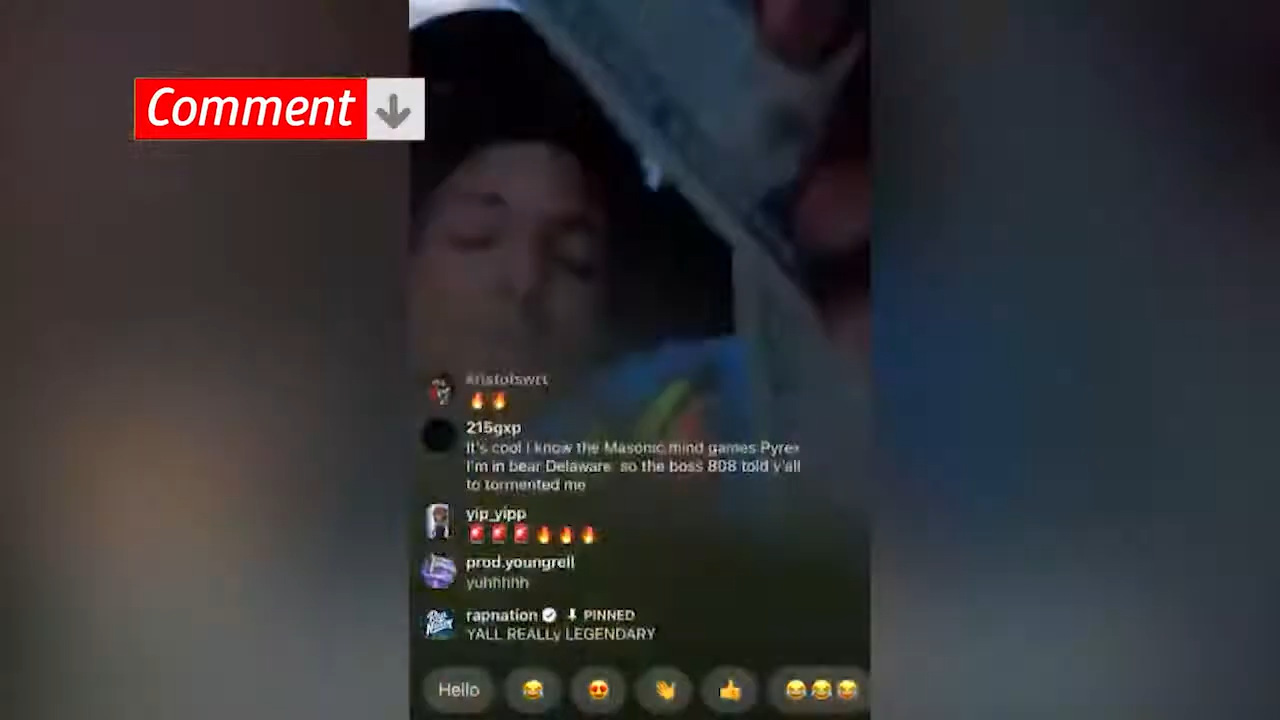 Comment
kristofswrt
215gxp
It's cool I know the Masonic mind games Pyrex
I'm in bear Delaware so the boss 808 told y'all
to tormented me
yip_yipp
prod.youngrell
yuhhhhh
rapnation PINNED
YALL REALLy LEGENDARY
Hello